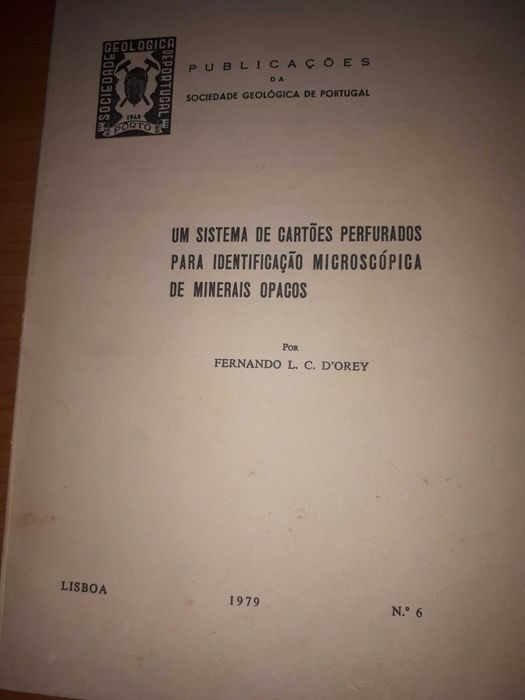 SOCIEDADE GEOLOGICA DE PORTUGAL
1940
PORTO
PUBLICAÇÕES
DA
SOCIEDADE GEOLÓGICA DE PORTUGAL
UM SISTEMA DE CARTÕES PERFURADOS
PARA IDENTIFICAÇÃO MICROSCÓPICA
DE MINERAIS OPACOS
POR
FERNANDO L. C. D'OREY
LISBOA
1979
N.º 6